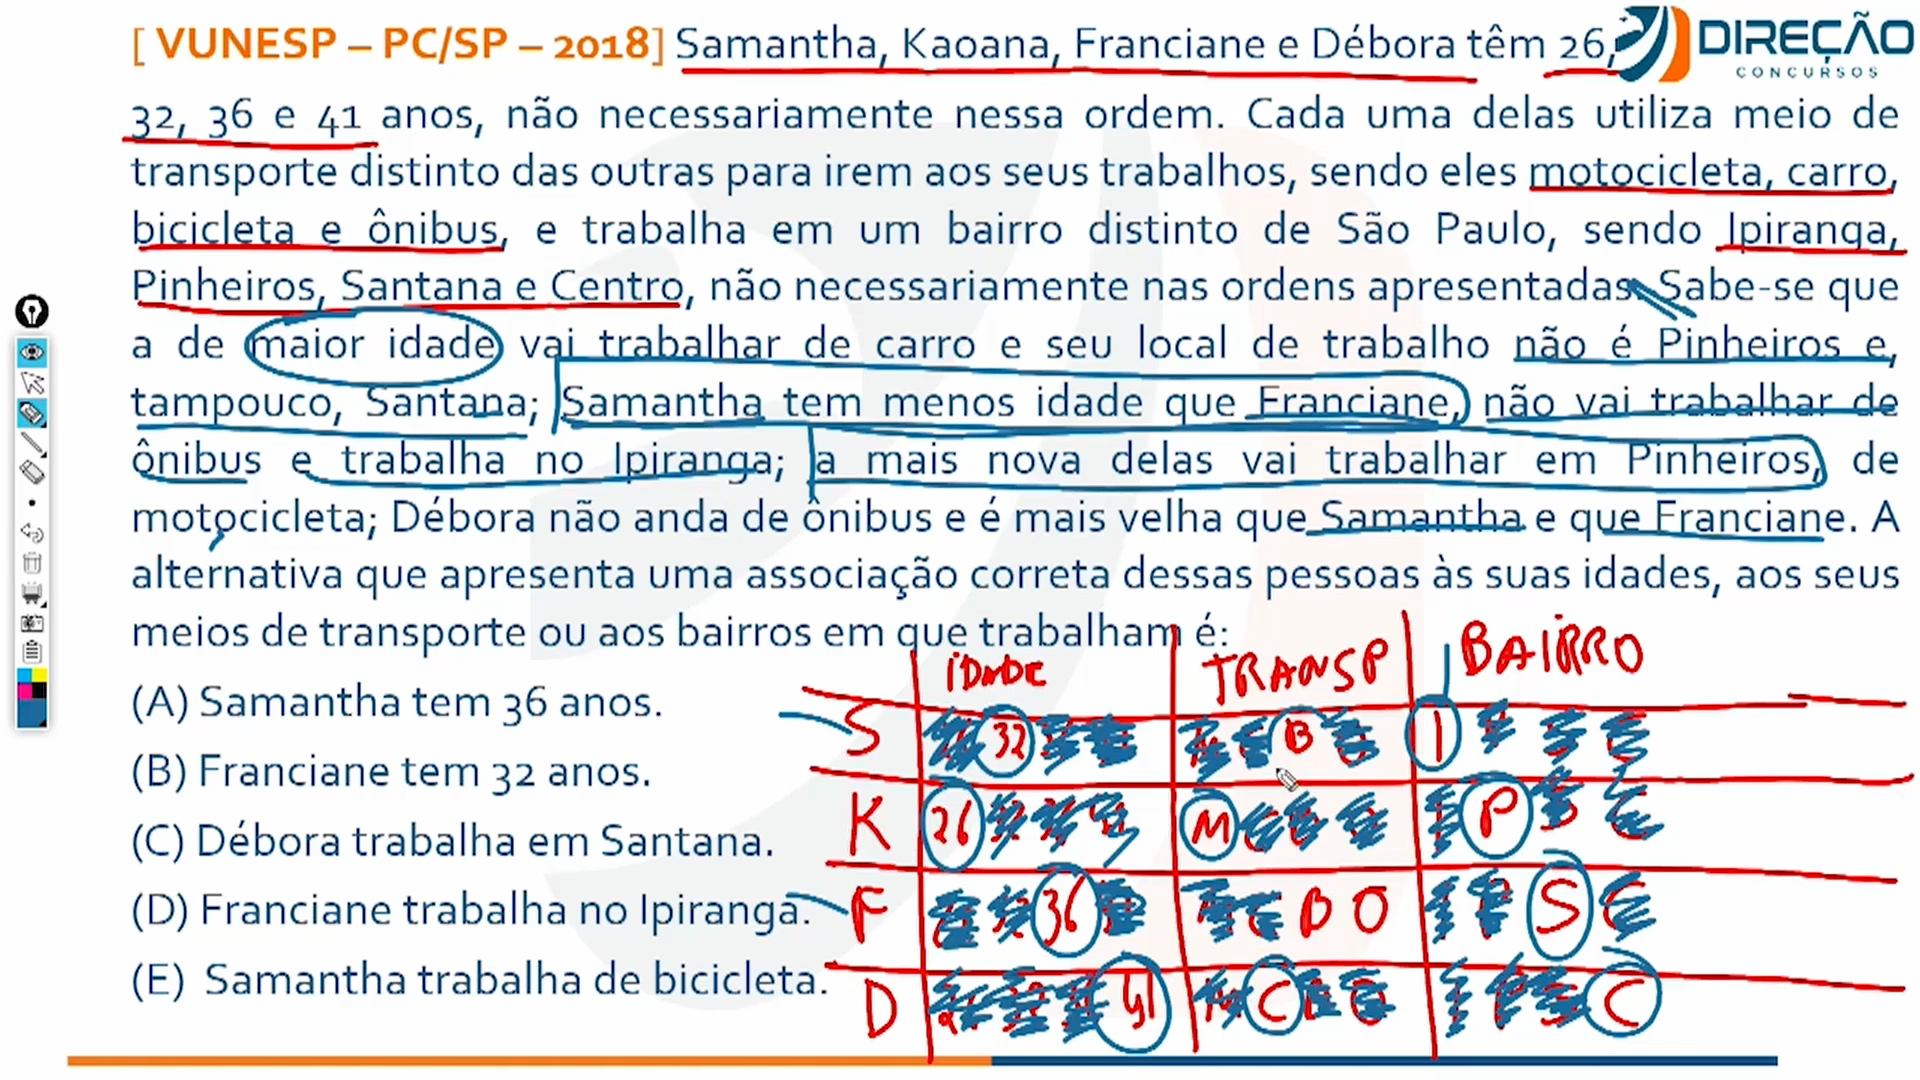 [ VUNESP – PC/SP – 2018] Samantha, Kaoana, Franciane e Débora têm 26,
DIREÇÃO
CONCURSOS
32, 36 e 41 anos, não necessariamente nessa ordem. Cada uma delas utiliza meio de
transporte distinto das outras para irem aos seus trabalhos, sendo eles motocicleta, carro,
bicicleta e ônibus, e trabalha em um bairro distinto de São Paulo, sendo Ipiranga,
Pinheiros, Santana e Centro, não necessariamente nas ordens apresentadas. Sabe-se que
a de maior idade vai trabalhar de carro e seu local de trabalho não é Pinheiros e,
tampouco, Santana; Samantha tem menos idade que Franciane, não vai trabalhar de
ônibus e trabalha no Ipiranga; a mais nova delas vai trabalhar em Pinheiros, de
motocicleta; Débora não anda de ônibus e é mais velha que Samantha e que Franciane. A
alternativa que apresenta uma associação correta dessas pessoas às suas idades, aos seus
meios de transporte ou aos bairros em que trabalham é:
(A) Samantha tem 36 anos.
(B) Franciane tem 32 anos.
(C) Débora trabalha em Santana.
(D) Franciane trabalha no Ipiranga.
(E) Samantha trabalha de bicicleta.
IDADE TRANSP BAIRRO
S 32 B I
K 26 M P
F 36 B O S
D 41 C C